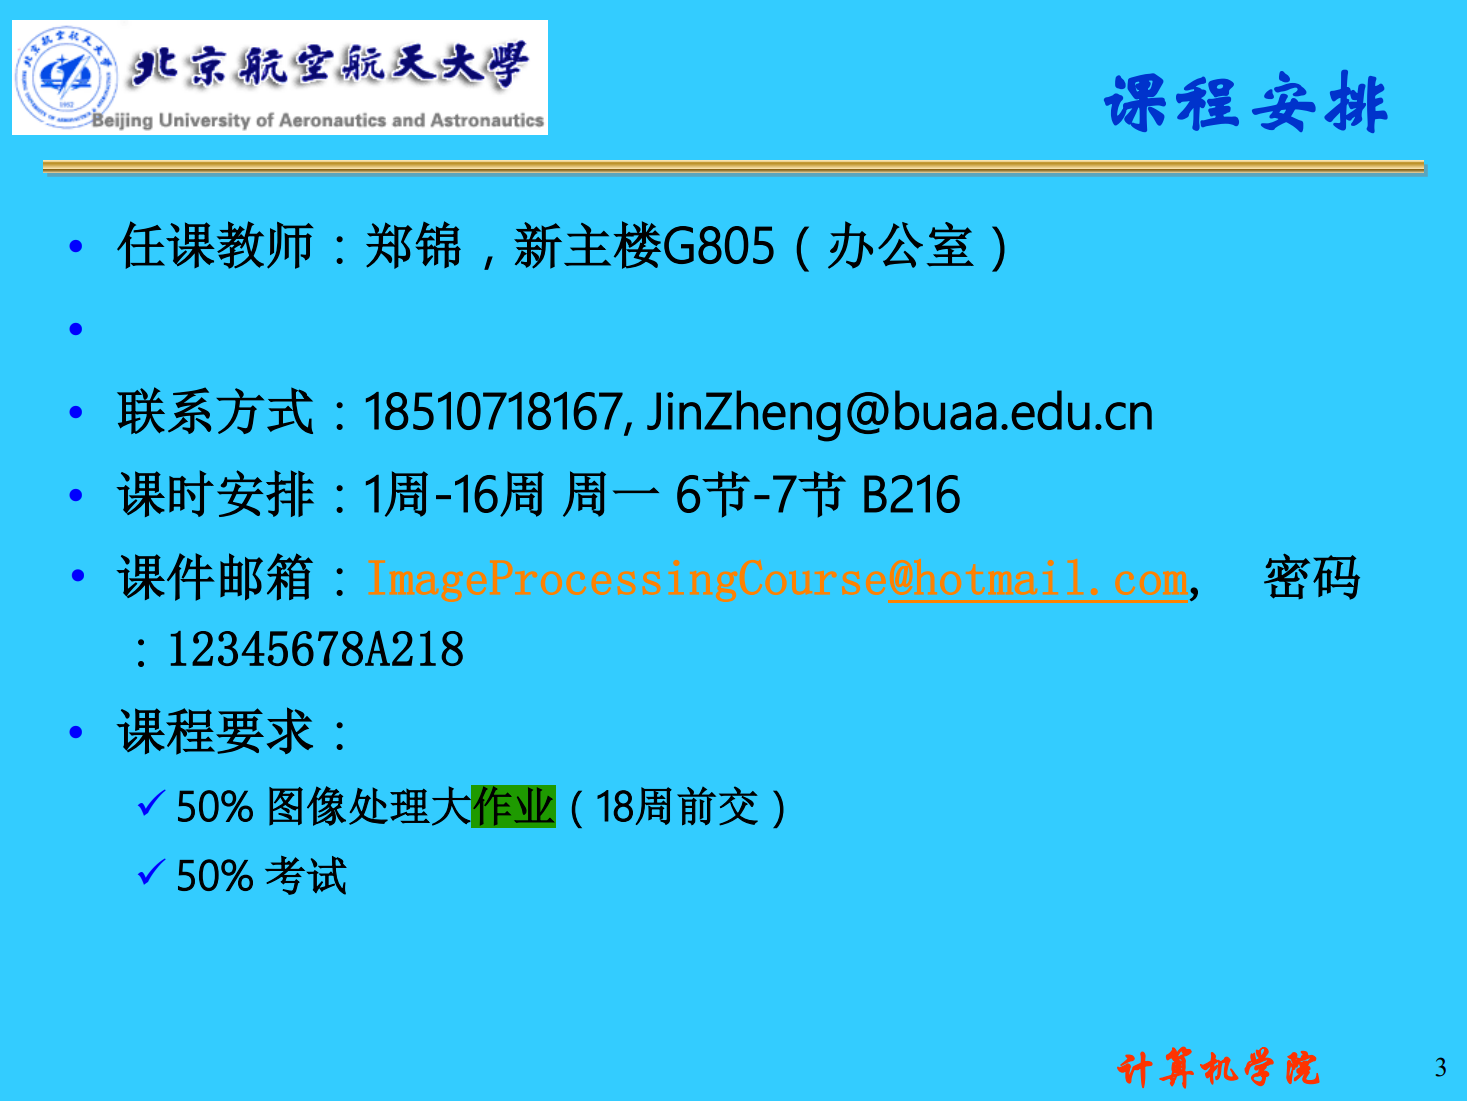 北京航空航天大學
Beijing University of Aeronautics and Astronautics
课程安排
• 任课教师：郑锦，新主楼G805（办公室）
•
• 联系方式：18510718167, JinZheng@buaa.edu.cn
• 课时安排：1周-16周 周一 6节-7节 B216
• 课件邮箱：ImageProcessingCourse@hotmail.com, 密码
：12345678A218
• 课程要求：
✓ 50% 图像处理大作业（18周前交）
✓ 50% 考试
计算机学院
3